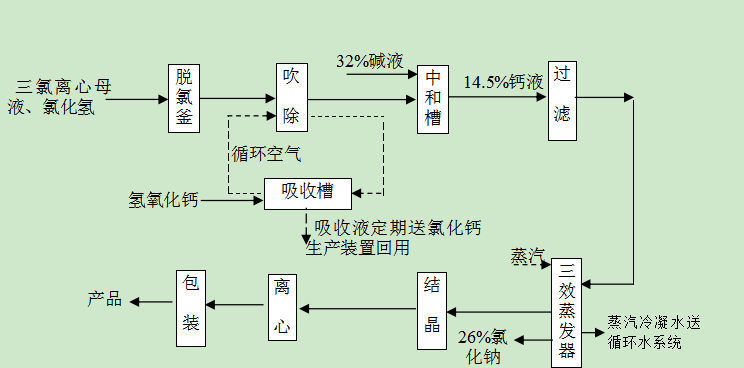 三氯离心母
液、氯化氢
脱
氯
釜
吹
除
32%碱液
中
和
槽
14.5%钙液
过
滤
循环空气
氢氧化钙
吸收槽
吸收液定期送氯化钙
生产装置回用
蒸汽
三
效
蒸
发
器
蒸汽冷凝水送
循环水系统
26%氯
化钠
结
晶
离
心
包
装
产品